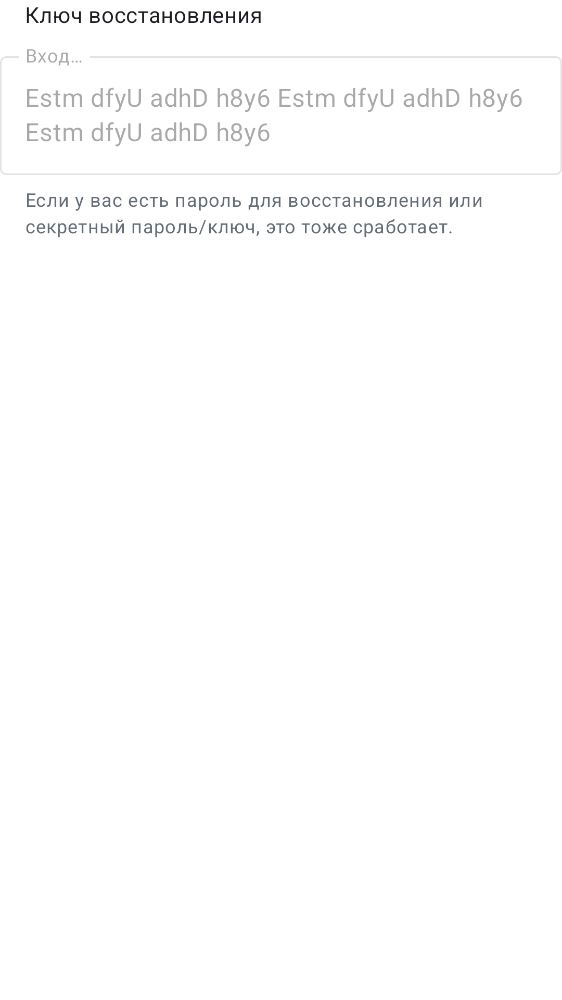 Ключ восстановления
Вход…
Estm dfyU adhD h8y6 Estm dfyU adhD h8y6
Estm dfyU adhD h8y6
Если у вас есть пароль для восстановления или
секретный пароль/ключ, это тоже сработает.